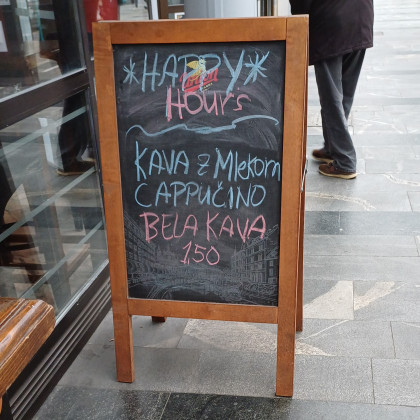 *HAPPY*
Hour's
KAVA Z Mlekom
CAPPUČINO
BELA KAVA
150